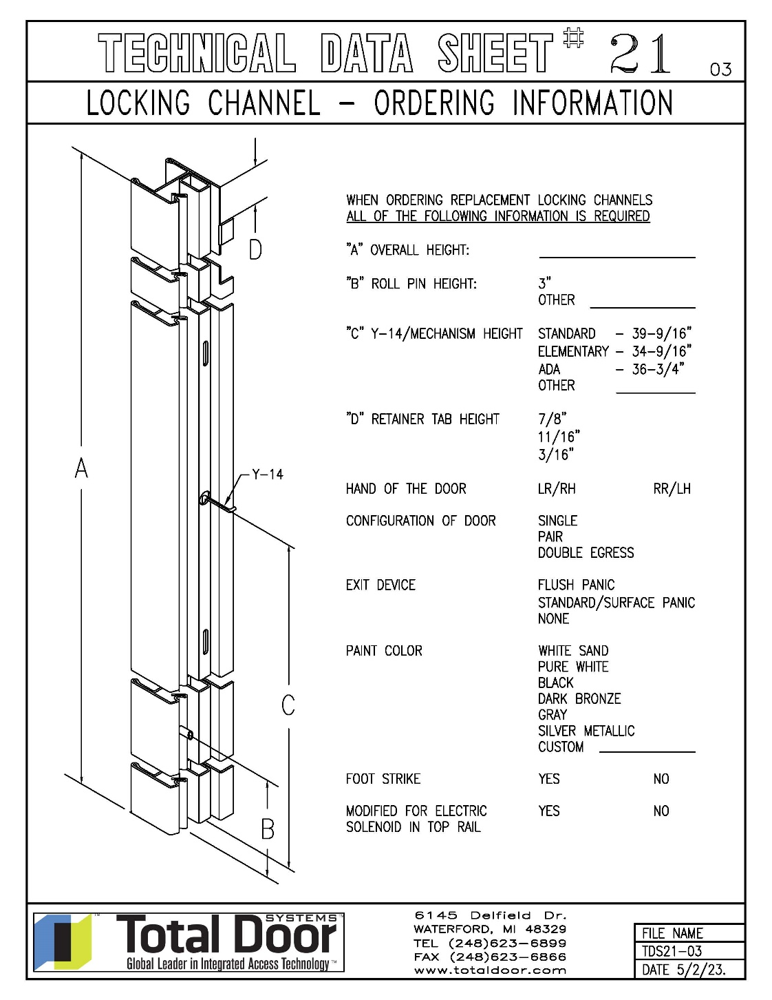 TECHNICAL DATA SHEET # 21 03
LOCKING CHANNEL - ORDERING INFORMATION
D
A
Y-14
C
B
WHEN ORDERING REPLACEMENT LOCKING CHANNELS
ALL OF THE FOLLOWING INFORMATION IS REQUIRED
"A" OVERALL HEIGHT:
"B" ROLL PIN HEIGHT: 3"
OTHER
"C" Y-14/MECHANISM HEIGHT STANDARD - 39-9/16"
ELEMENTARY - 34-9/16"
ADA - 36-3/4"
OTHER
"D" RETAINER TAB HEIGHT 7/8"
11/16"
3/16"
HAND OF THE DOOR LR/RH RR/LH
CONFIGURATION OF DOOR SINGLE
PAIR
DOUBLE EGRESS
EXIT DEVICE FLUSH PANIC
STANDARD/SURFACE PANIC
NONE
PAINT COLOR WHITE SAND
PURE WHITE
BLACK
DARK BRONZE
GRAY
SILVER METALLIC
CUSTOM
FOOT STRIKE YES NO
MODIFIED FOR ELECTRIC YES NO
SOLENOID IN TOP RAIL
™
SYSTEMS™
Total Door
Global Leader in Integrated Access Technology™
6145 Delfield Dr.
WATERFORD, MI 48329
TEL (248)623-6899
FAX (248)623-6866
www.totaldoor.com
FILE NAME
TDS21-03
DATE 5/2/23.